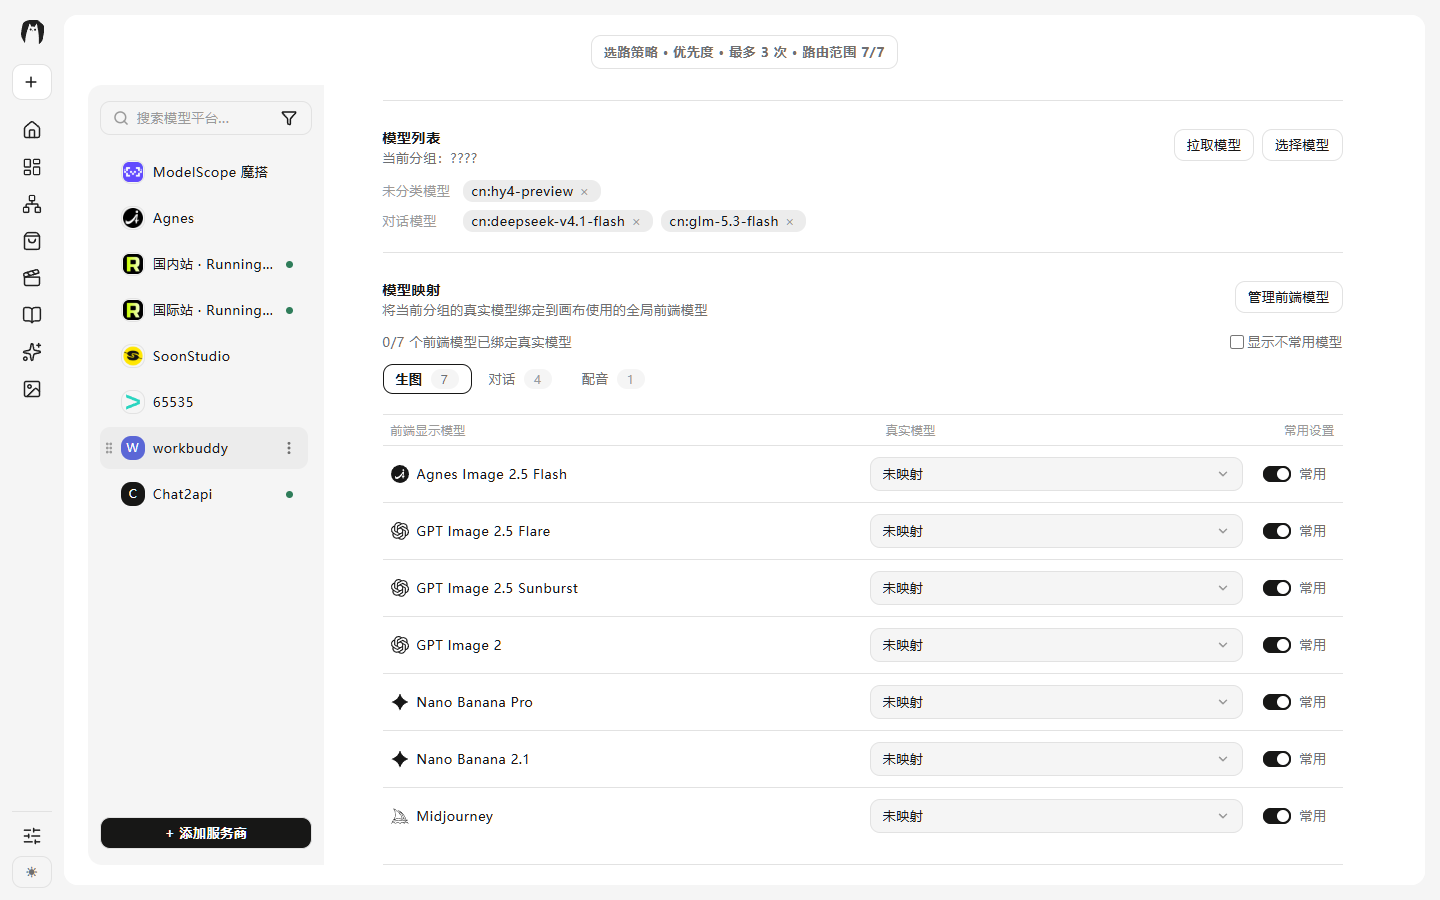 选路策略 • 优先度 • 最多 3 次 • 路由范围 7/7
搜索模型平台...
ModelScope 魔搭
Agnes
国内站 · Running...
国际站 · Running...
SoonStudio
65535
W workbuddy
C Chat2api
+ 添加服务商
模型列表
当前分组：????
拉取模型
选择模型
未分类模型 cn:hy4-preview ×
对话模型 cn:deepseek-v4.1-flash × cn:glm-5.3-flash ×
模型映射
将当前分组的真实模型绑定到画布使用的全局前端模型
管理前端模型
0/7 个前端模型已绑定真实模型
显示不常用模型
生图 7 对话 4 配音 1
前端显示模型 真实模型 常用设置
Agnes Image 2.5 Flash 未映射 常用
GPT Image 2.5 Flare 未映射 常用
GPT Image 2.5 Sunburst 未映射 常用
GPT Image 2 未映射 常用
Nano Banana Pro 未映射 常用
Nano Banana 2.1 未映射 常用
Midjourney 未映射 常用